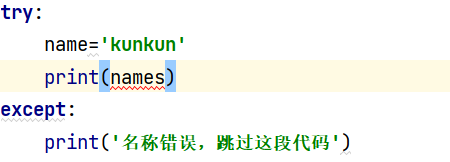 try:
    name='kunkun'
    print(names)
except:
    print('名称错误，跳过这段代码')